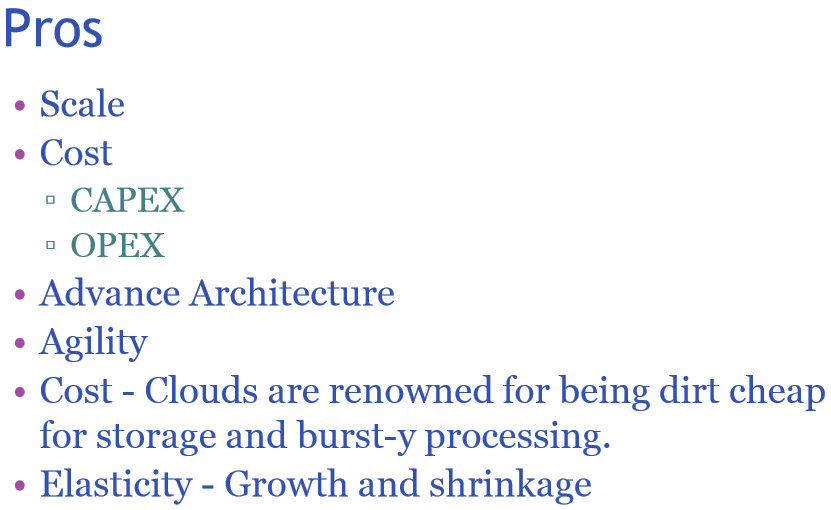 Pros
• Scale
• Cost
▫ CAPEX
▫ OPEX
• Advance Architecture
• Agility
• Cost - Clouds are renowned for being dirt cheap
for storage and burst-y processing.
• Elasticity - Growth and shrinkage